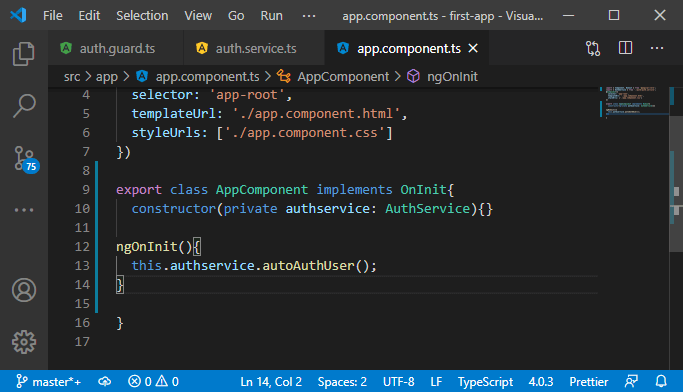 File Edit View Go Run ··· app.component.ts - first-app - Visua...
auth.guard.ts auth.service.ts app.component.ts
src > app > app.component.ts > AppComponent > ngOnInit
4 selector: 'app-root',
5 templateUrl: './app.component.html',
6 styleUrls: ['./app.component.css']
7 })
8
9 export class AppComponent implements OnInit{
10 constructor(private authservice: AuthService){}
11
12 ngOnInit(){
13 this.authservice.autoAuthUser();
14 }
15
16 }
17
75
master*+ 0 0 Ln 14, Col 2 Spaces: 2 UTF-8 LF TypeScript 4.0.3 Prettier